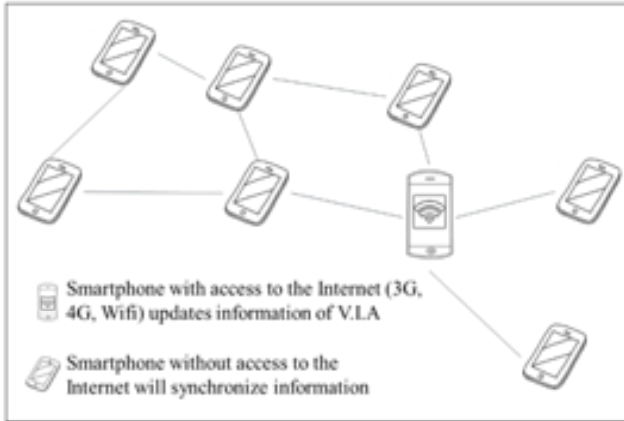 Smartphone with access to the Internet (3G,
4G, Wifi) updates information of V.I.A
Smartphone without access to the
Internet will synchronize information